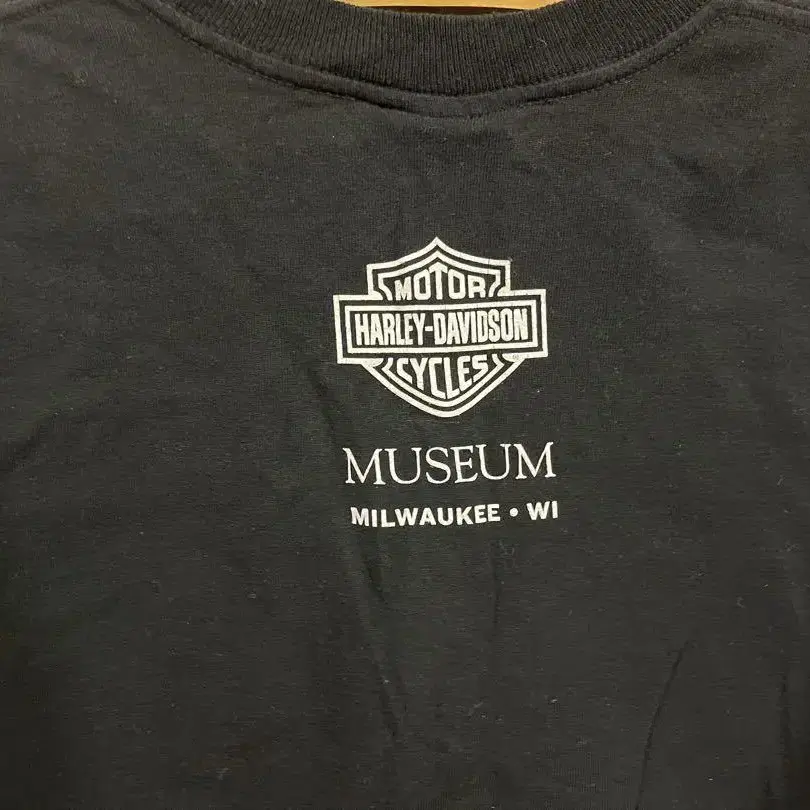 MOTOR
HARLEY-DAVIDSON
CYCLES
MUSEUM
MILWAUKEE • WI